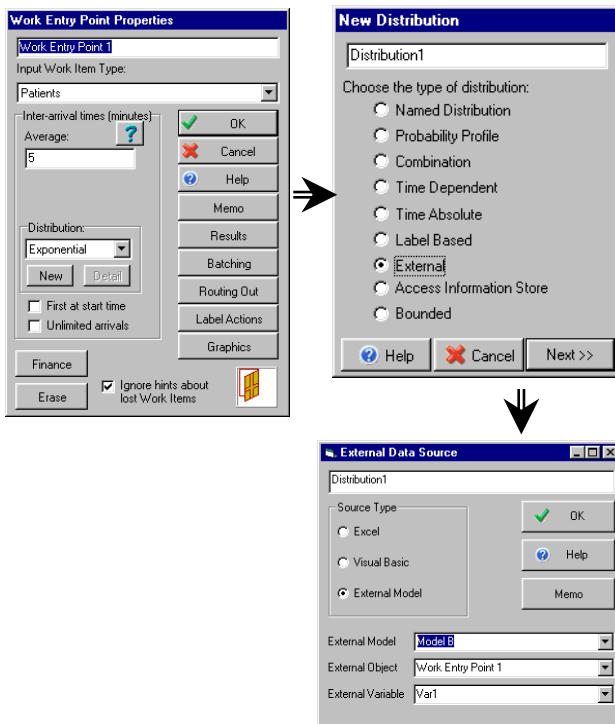 Work Entry Point Properties
Work Entry Point 1
Input Work Item Type:
Patients
Inter-arrival times (minutes)
Average:
?
5
Distribution:
Exponential
New Detail
First at start time
Unlimited arrivals
OK
Cancel
Help
Memo
Results
Batching
Routing Out
Label Actions
Graphics
Finance
Erase
Ignore hints about
lost Work Items
New Distribution
Distribution1
Choose the type of distribution:
Named Distribution
Probability Profile
Combination
Time Dependent
Time Absolute
Label Based
External
Access Information Store
Bounded
Help Cancel Next >>
External Data Source
Distribution1
Source Type
Excel
Visual Basic
External Model
OK
Help
Memo
External Model Model B
External Object Work Entry Point 1
External Variable Var1